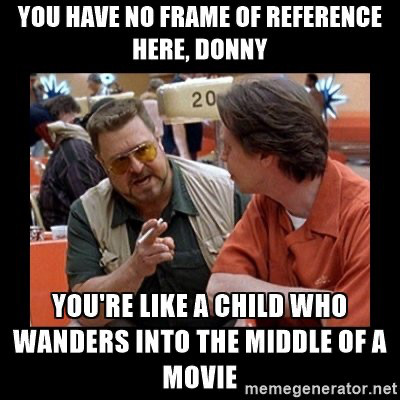 YOU HAVE NO FRAME OF REFERENCE
HERE, DONNY
20
YOU'RE LIKE A CHILD WHO
WANDERS INTO THE MIDDLE OF A
MOVIE
memegenerator.net